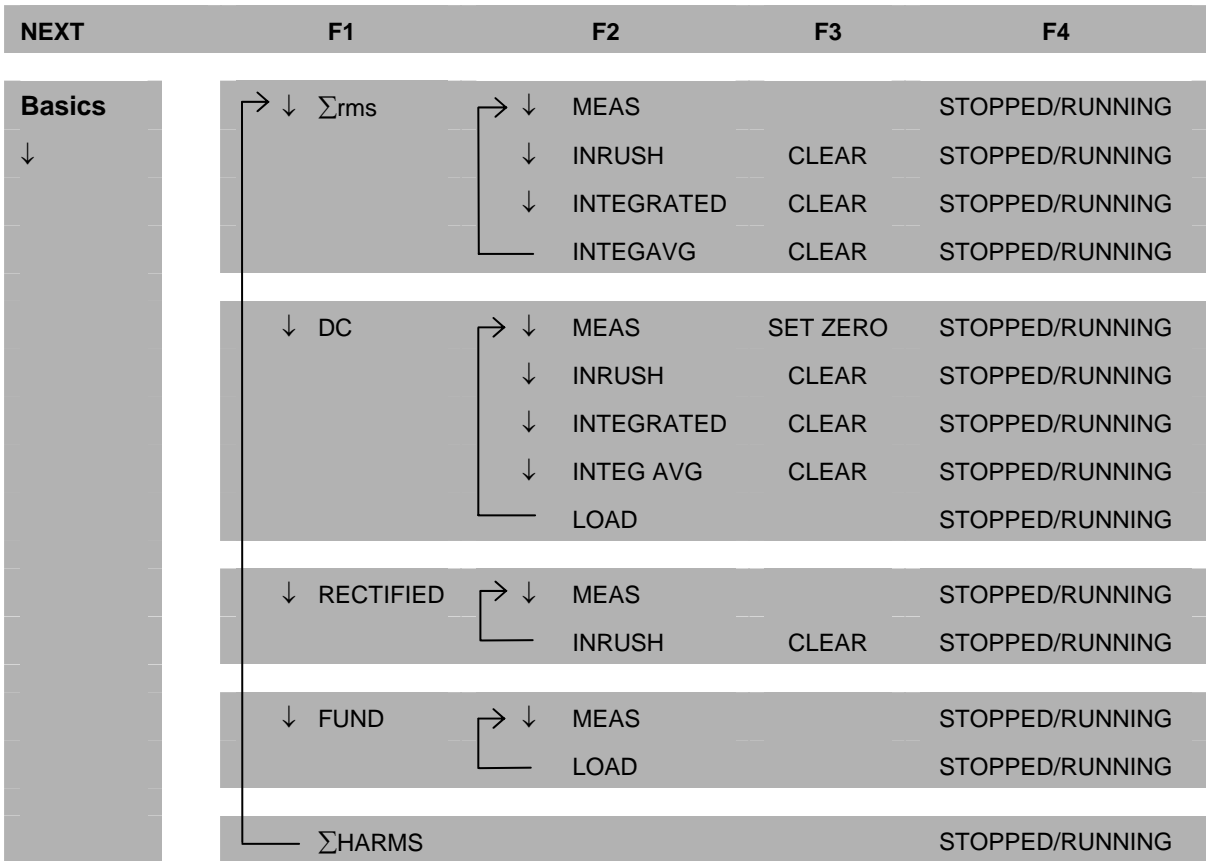 NEXT F1 F2 F3 F4
Basics ↓ ∑rms ↓ MEAS STOPPED/RUNNING
↓ ↓ INRUSH CLEAR STOPPED/RUNNING
↓ INTEGRATED CLEAR STOPPED/RUNNING
INTEGAVG CLEAR STOPPED/RUNNING
↓ DC ↓ MEAS SET ZERO STOPPED/RUNNING
↓ INRUSH CLEAR STOPPED/RUNNING
↓ INTEGRATED CLEAR STOPPED/RUNNING
↓ INTEG AVG CLEAR STOPPED/RUNNING
LOAD STOPPED/RUNNING
↓ RECTIFIED ↓ MEAS STOPPED/RUNNING
INRUSH CLEAR STOPPED/RUNNING
↓ FUND ↓ MEAS STOPPED/RUNNING
LOAD STOPPED/RUNNING
∑HARMS STOPPED/RUNNING